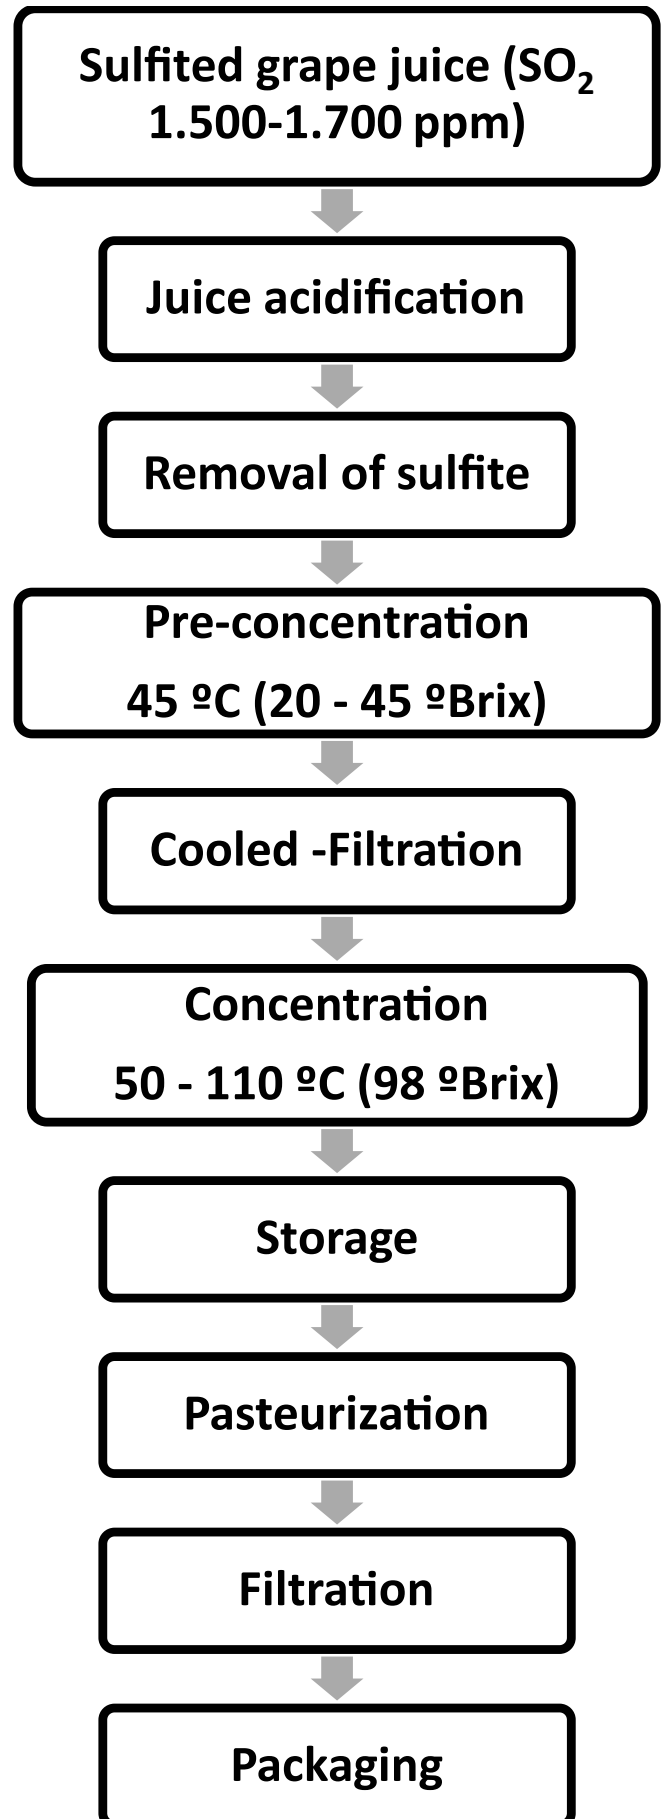 Sulfited grape juice (SO₂
1.500-1.700 ppm)
Juice acidification
Removal of sulfite
Pre-concentration
45 ºC (20 - 45 ºBrix)
Cooled -Filtration
Concentration
50 - 110 ºC (98 ºBrix)
Storage
Pasteurization
Filtration
Packaging